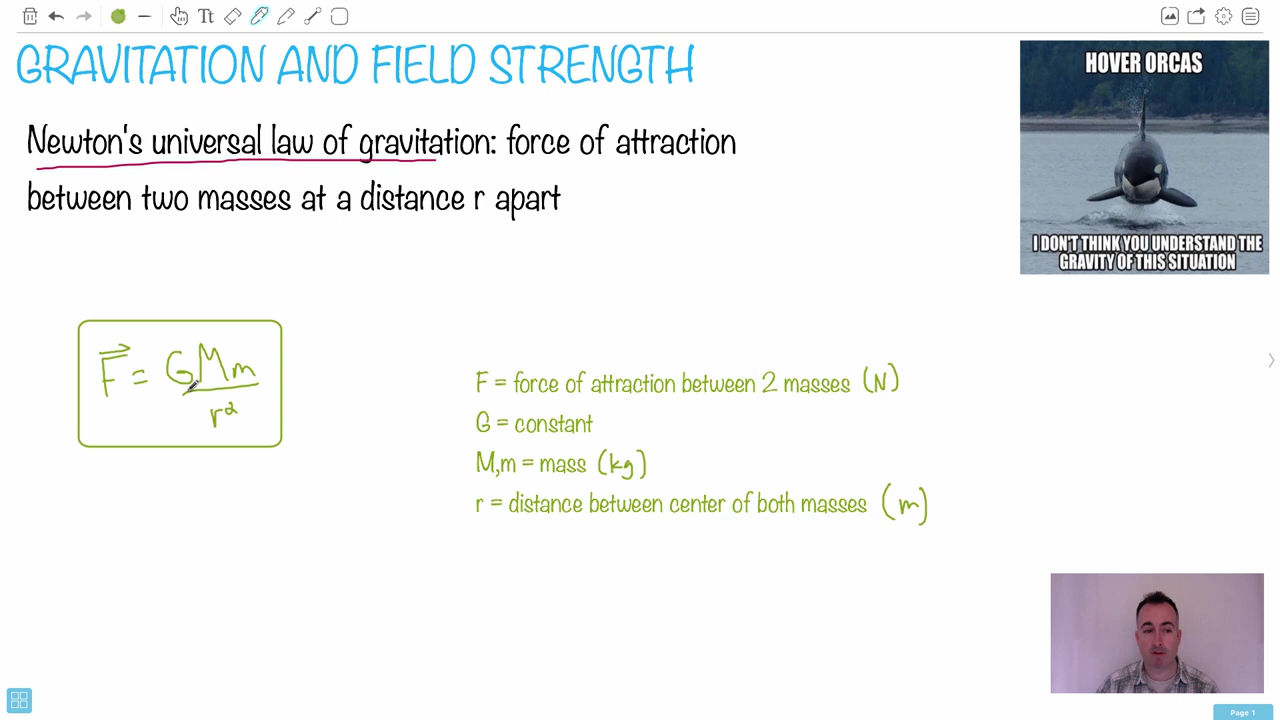 Tt
GRAVITATION AND FIELD STRENGTH
HOVER ORCAS
I DON'T THINK YOU UNDERSTAND THE
GRAVITY OF THIS SITUATION
Newton's universal law of gravitation: force of attraction
between two masses at a distance r apart
F = GMm
r²
F = force of attraction between 2 masses (N)
G = constant
M,m = mass (kg)
r = distance between center of both masses (m)
Page 1